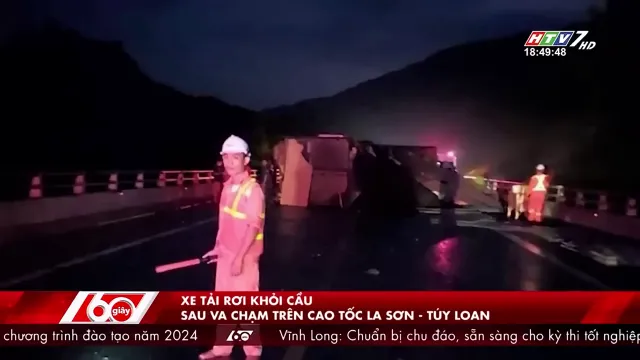 HTV7 HD
18:49:48
60 giây
XE TẢI RƠI KHỎI CẦU
SAU VA CHẠM TRÊN CAO TỐC LA SƠN - TÚY LOAN
chương trình đào tạo năm 2024 60 Vĩnh Long: Chuẩn bị chu đáo, sẵn sàng cho kỳ thi tốt nghiệp